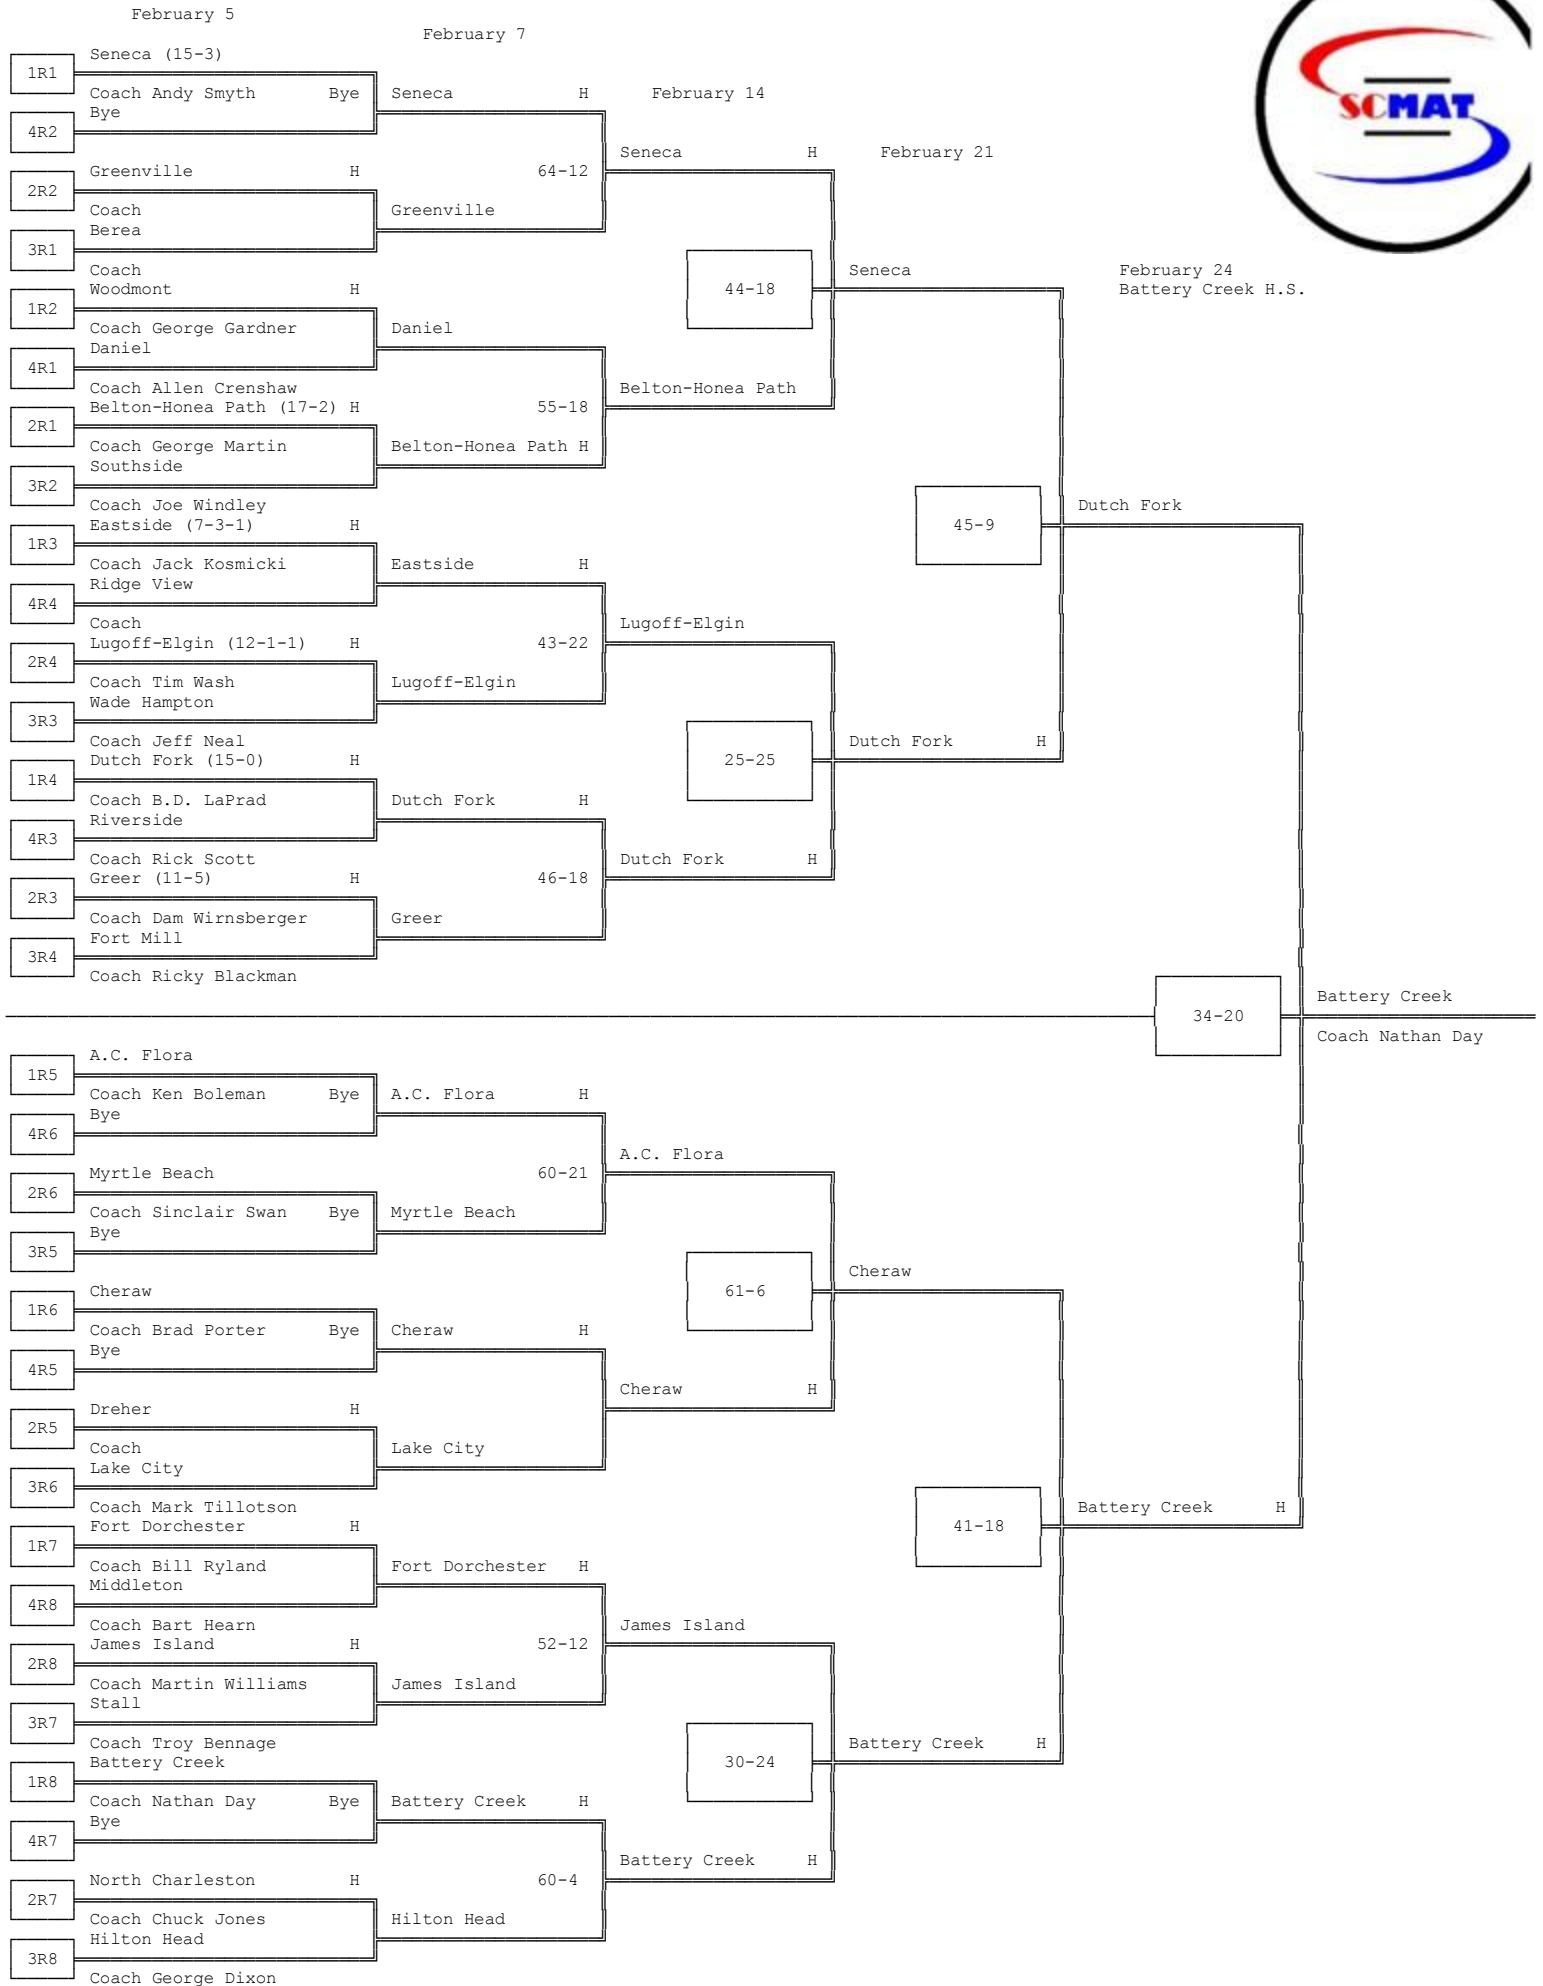 February 5
February 7
Seneca (15-3)
1R1
Coach Andy Smyth Bye Seneca H February 14
Bye
4R2
SCMAT
Seneca H February 21
Greenville H 64-12
2R2
Coach Greenville
Berea
3R1
Coach Seneca February 24
Woodmont H 44-18 Battery Creek H.S.
1R2
Coach George Gardner Daniel
Daniel
4R1
Coach Allen Crenshaw Belton-Honea Path
Belton-Honea Path (17-2) H 55-18
2R1
Coach George Martin Belton-Honea Path H
Southside
3R2
Coach Joe Windley Dutch Fork
Eastside (7-3-1) H 45-9
1R3
Coach Jack Kosmicki Eastside H
Ridge View
4R4
Coach Lugoff-Elgin
Lugoff-Elgin (12-1-1) H 43-22
2R4
Coach Tim Wash Lugoff-Elgin
Wade Hampton
3R3
Coach Jeff Neal Dutch Fork H
Dutch Fork (15-0) H 25-25
1R4
Coach B.D. LaPrad Dutch Fork H
Riverside
4R3
Coach Rick Scott Dutch Fork H
Greer (11-5) H 46-18
2R3
Coach Dam Wirnsberger Greer
Fort Mill
3R4
Coach Ricky Blackman
Battery Creek
34-20
Coach Nathan Day
A.C. Flora
1R5
Coach Ken Boleman Bye A.C. Flora H
Bye
4R6
A.C. Flora
Myrtle Beach 60-21
2R6
Coach Sinclair Swan Bye Myrtle Beach
Bye
3R5
Cheraw
Cheraw 61-6
1R6
Coach Brad Porter Bye Cheraw H
Bye
4R5
Cheraw H
Dreher H
2R5
Coach Lake City
Lake City
3R6
Coach Mark Tillotson Battery Creek H
Fort Dorchester H 41-18
1R7
Coach Bill Ryland Fort Dorchester H
Middleton
4R8
Coach Bart Hearn James Island
James Island H 52-12
2R8
Coach Martin Williams James Island
Stall
3R7
Coach Troy Bennage Battery Creek H
Battery Creek 30-24
1R8
Coach Nathan Day Bye Battery Creek H
Bye
4R7
Battery Creek H
North Charleston H 60-4
2R7
Coach Chuck Jones Hilton Head
Hilton Head
3R8
Coach George Dixon